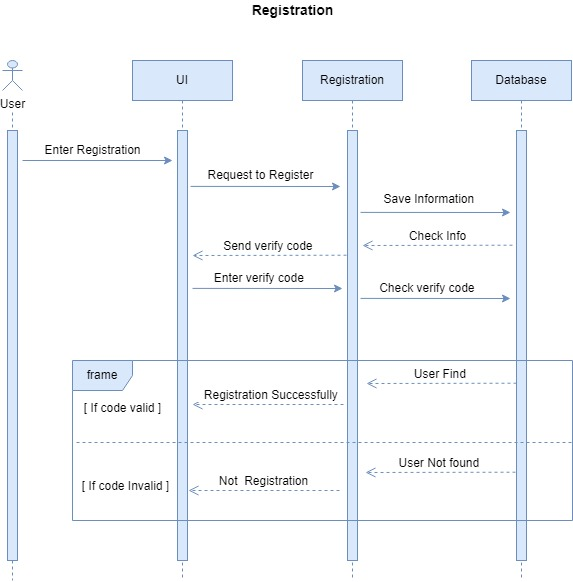 Registration
User
UI
Registration
Database
Enter Registration
Request to Register
Save Information
Check Info
Send verify code
Enter verify code
Check verify code
frame
User Find
Registration Successfully
[ If code valid ]
User Not found
Not  Registration
[ If code Invalid ]